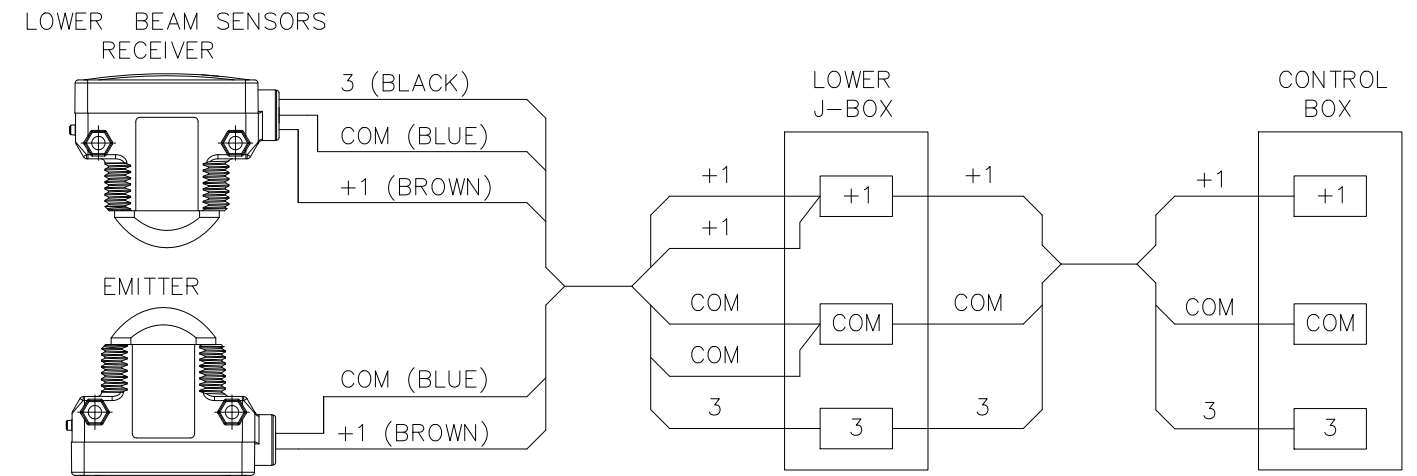 LOWER BEAM SENSORS
RECEIVER
3 (BLACK)
COM (BLUE)
+1 (BROWN)
EMITTER
COM (BLUE)
+1 (BROWN)
LOWER
J-BOX
+1
+1
COM
COM
3
+1
COM
3
+1
COM
3
CONTROL
BOX
+1
COM
3
+1
COM
3